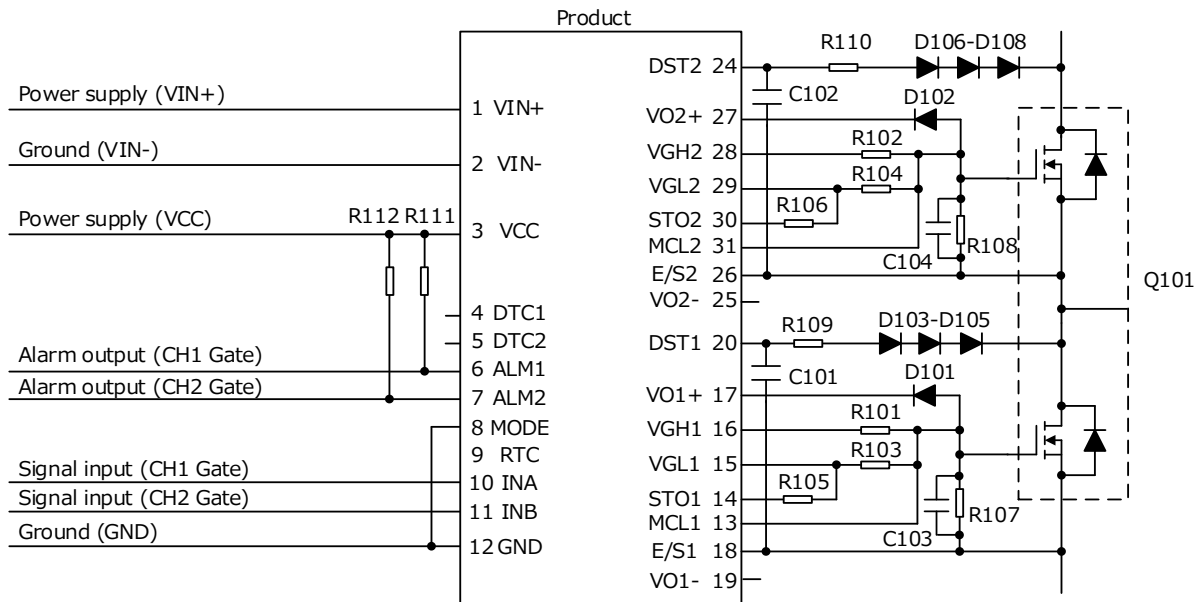 Product
Power supply (VIN+)
Ground (VIN-)
Power supply (VCC)
R112 R111
Alarm output (CH1 Gate)
Alarm output (CH2 Gate)
Signal input (CH1 Gate)
Signal input (CH2 Gate)
Ground (GND)
1 VIN+
2 VIN-
3 VCC
4 DTC1
5 DTC2
6 ALM1
7 ALM2
8 MODE
9 RTC
10 INA
11 INB
12 GND
DST2 24
VO2+ 27
VGH2 28
VGL2 29
STO2 30
MCL2 31
E/S2 26
VO2- 25
DST1 20
VO1+ 17
VGH1 16
VGL1 15
STO1 14
MCL1 13
E/S1 18
VO1- 19
R110
D106-D108
C102
D102
R102
R104
R106
R108
C104
Q101
R109
D103-D105
C101
D101
R101
R103
R105
R107
C103